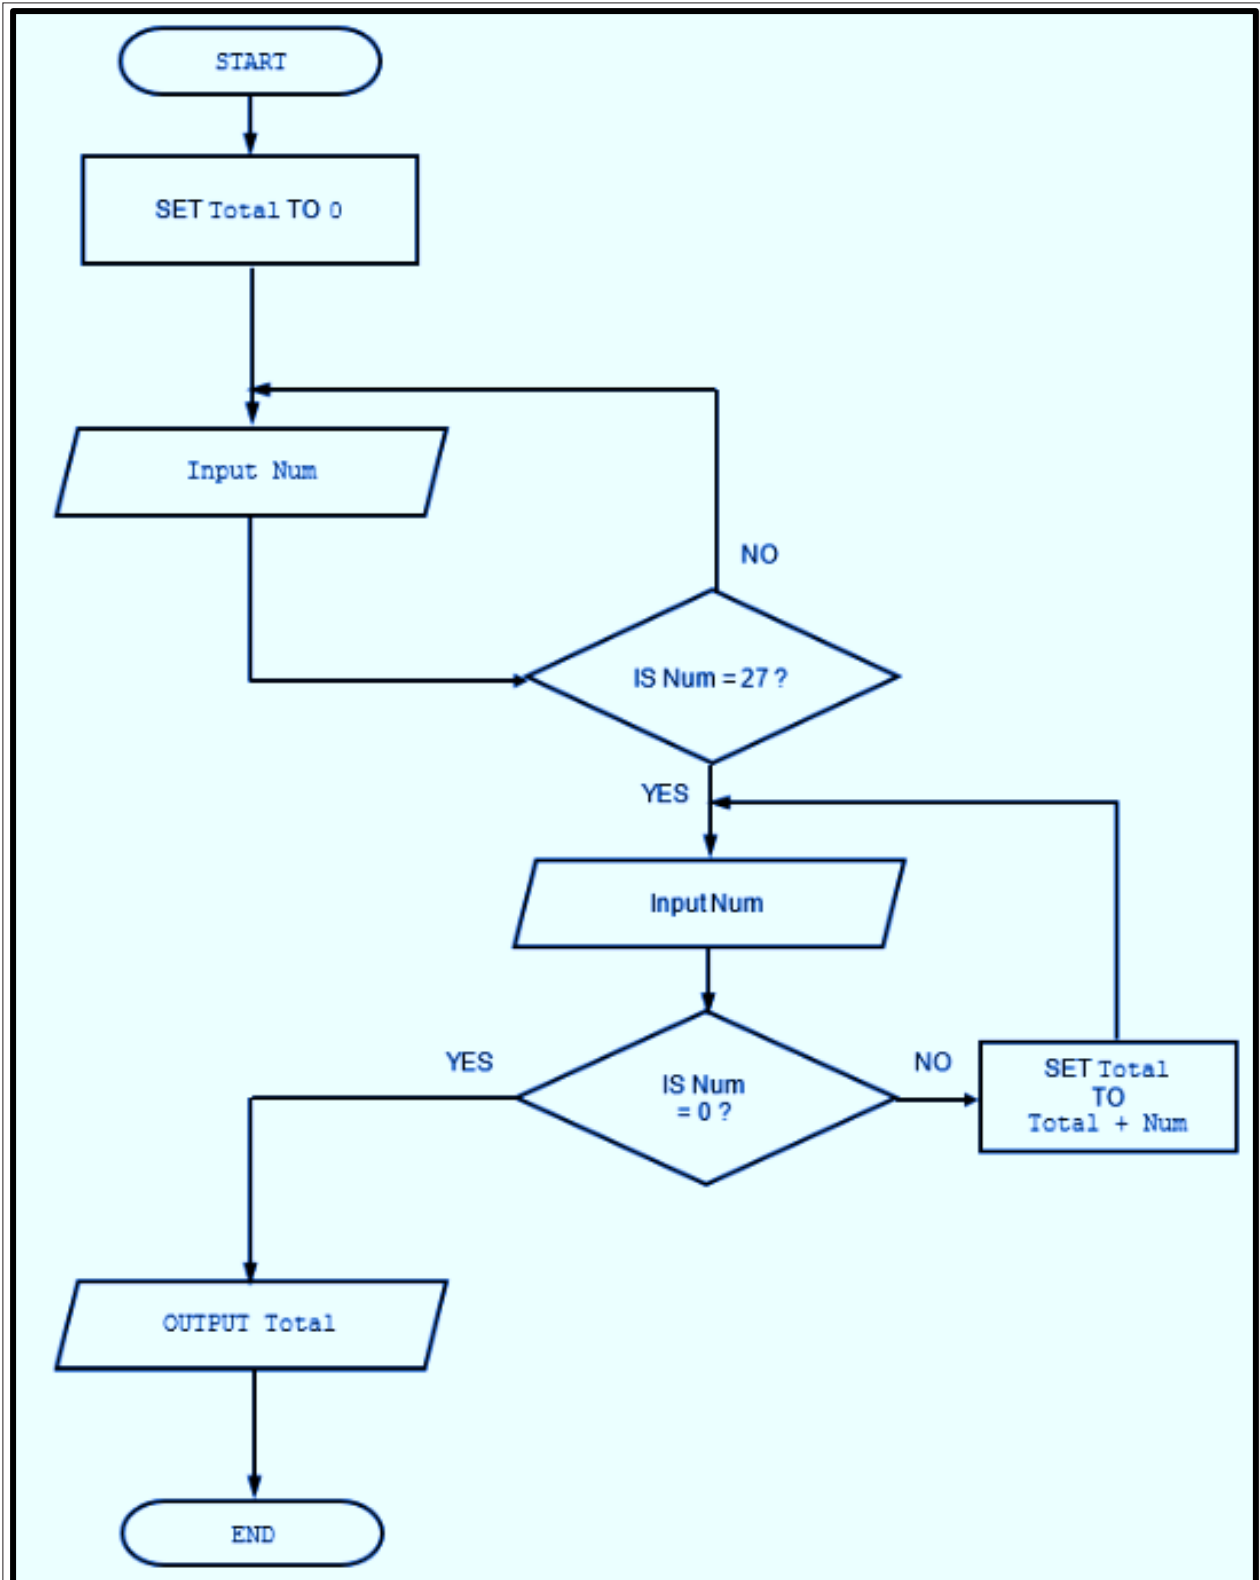 START
SET Total TO 0
Input Num
NO
IS Num = 27 ?
YES
Input Num
YES
IS Num
= 0 ?
NO
SET Total
TO
Total + Num
OUTPUT Total
END